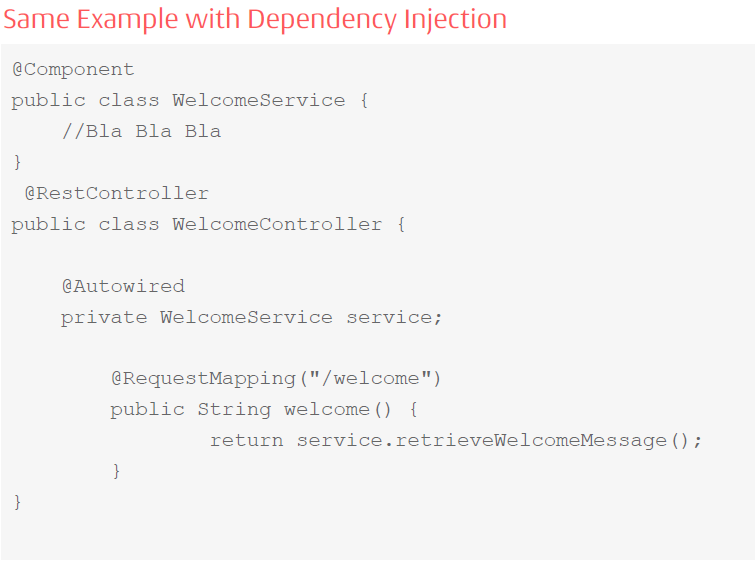 Same Example with Dependency Injection
@Component
public class WelcomeService {
    //Bla Bla Bla
}
 @RestController
public class WelcomeController {
    @Autowired
    private WelcomeService service;
        @RequestMapping("/welcome")
        public String welcome() {
                return service.retrieveWelcomeMessage();
        }
}